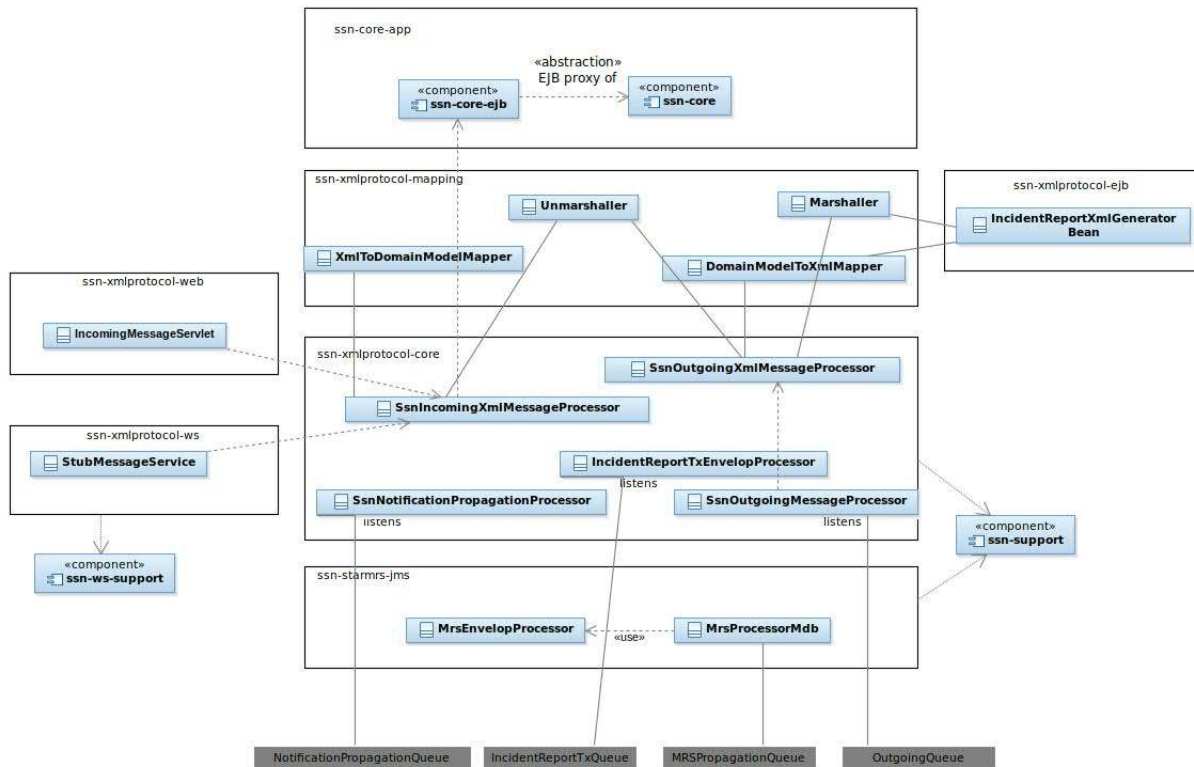 ssn-core-app
«abstraction»
EJB proxy of
«component»
ssn-core-ejb
«component»
ssn-core
ssn-xmlprotocol-mapping
Unmarshaller
Marshaller
XmlToDomainModelMapper
DomainModelToXmlMapper
ssn-xmlprotocol-ejb
IncidentReportXmlGenerator
Bean
ssn-xmlprotocol-web
IncomingMessageServlet
ssn-xmlprotocol-core
SsnOutgoingXmlMessageProcessor
SsnIncomingXmlMessageProcessor
ssn-xmlprotocol-ws
StubMessageService
IncidentReportTxEnvelopProcessor
listens
SsnNotificationPropagationProcessor
listens
SsnOutgoingMessageProcessor
listens
«component»
ssn-support
«component»
ssn-ws-support
ssn-starmrs-jms
MrsEnvelopProcessor
«use»
MrsProcessorMdb
NotificationPropagationQueue
IncidentReportTxQueue
MRSPropagationQueue
OutgoingQueue